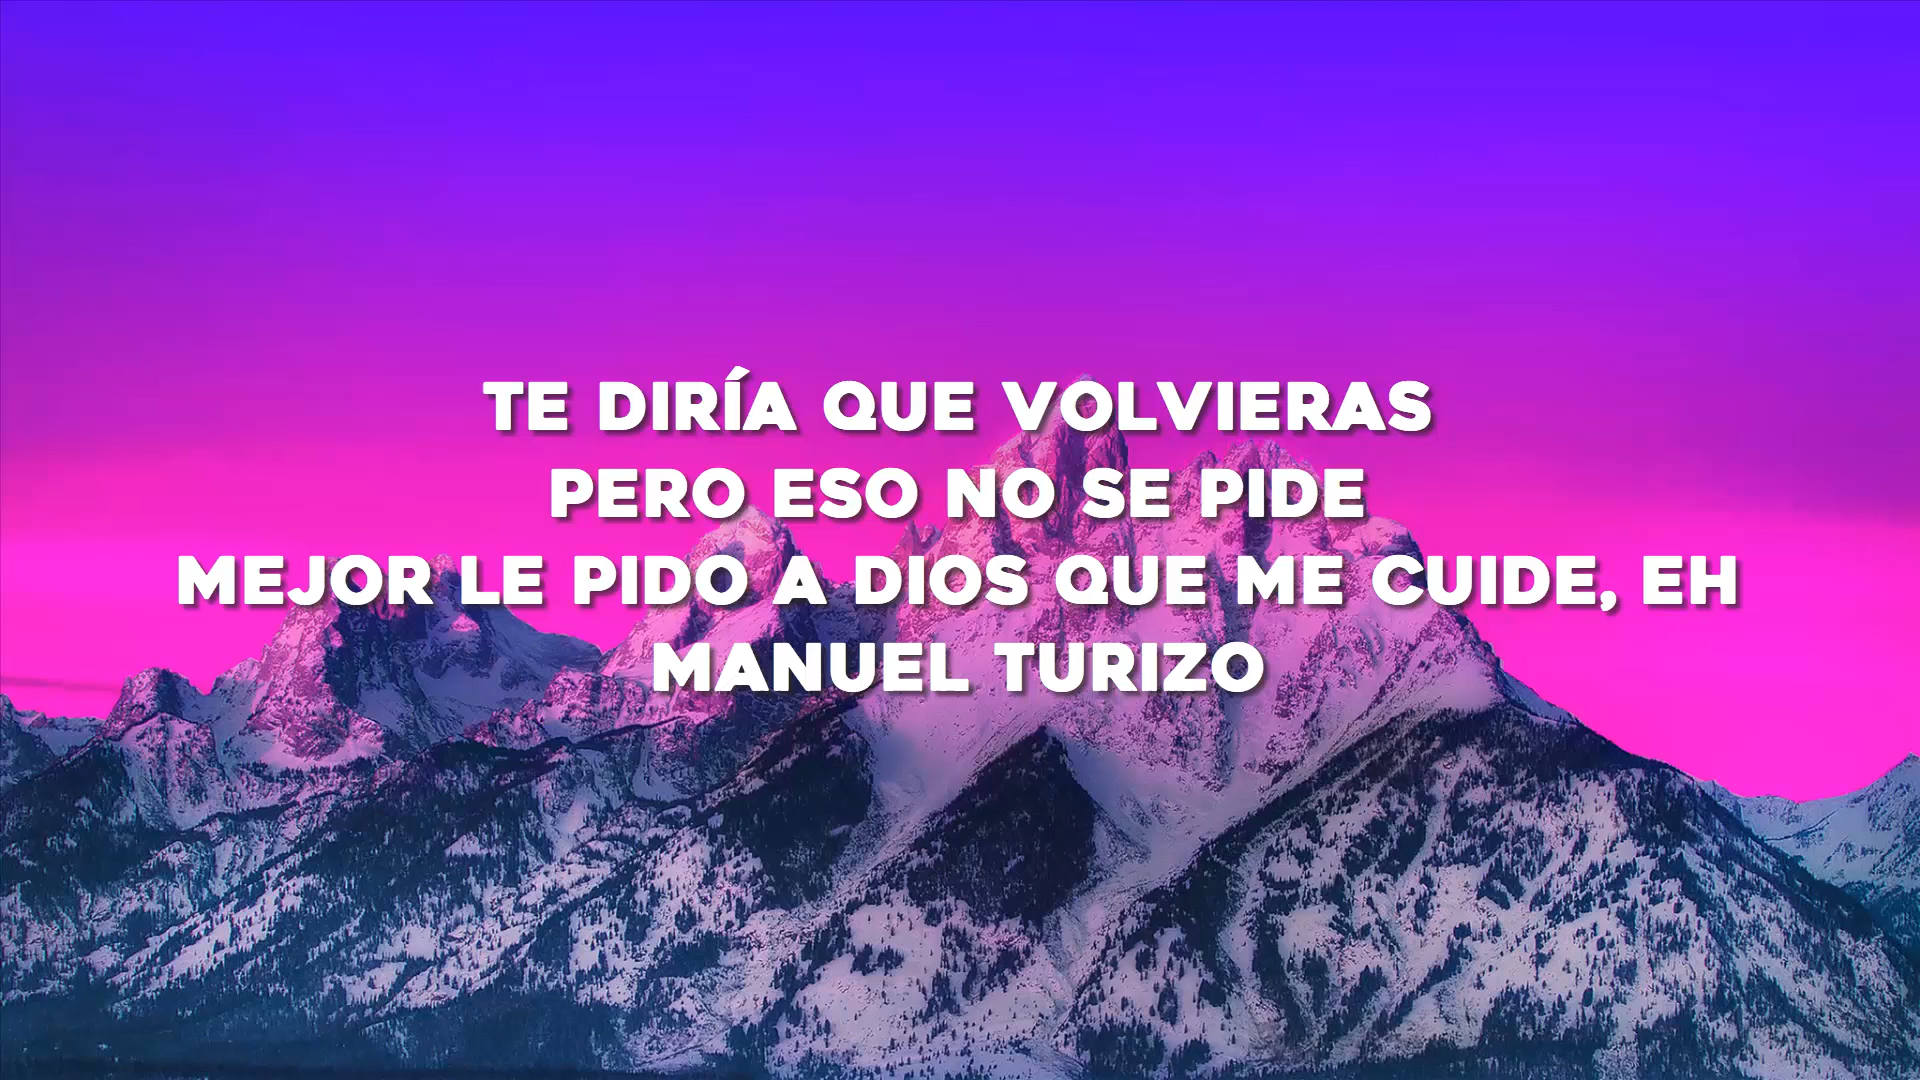 TE DIRÍA QUE VOLVIERAS
PERO ESO NO SE PIDE
MEJOR LE PIDO A DIOS QUE ME CUIDE, EH
MANUEL TURIZO